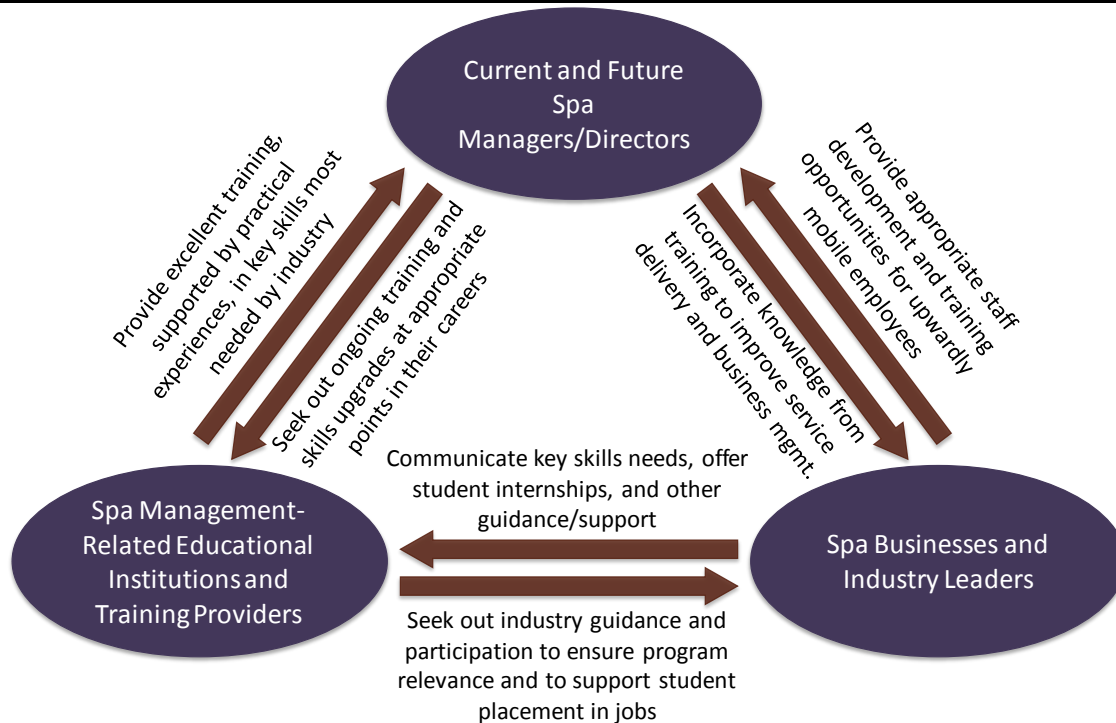 Current and Future
Spa
Managers/Directors
Provide excellent training,
supported by practical
experiences, in key skills most
needed by industry
Seek out ongoing training and
skills upgrades at appropriate
points in their careers
Provide appropriate staff
development and training
opportunities for upwardly
mobile employees
Incorporate knowledge from
training to improve service
delivery and business mgmt.
Communicate key skills needs, offer
student internships, and other
guidance/support
Spa Management-
Related Educational
Institutions and
Training Providers
Spa Businesses and
Industry Leaders
Seek out industry guidance and
participation to ensure program
relevance and to support student
placement in jobs